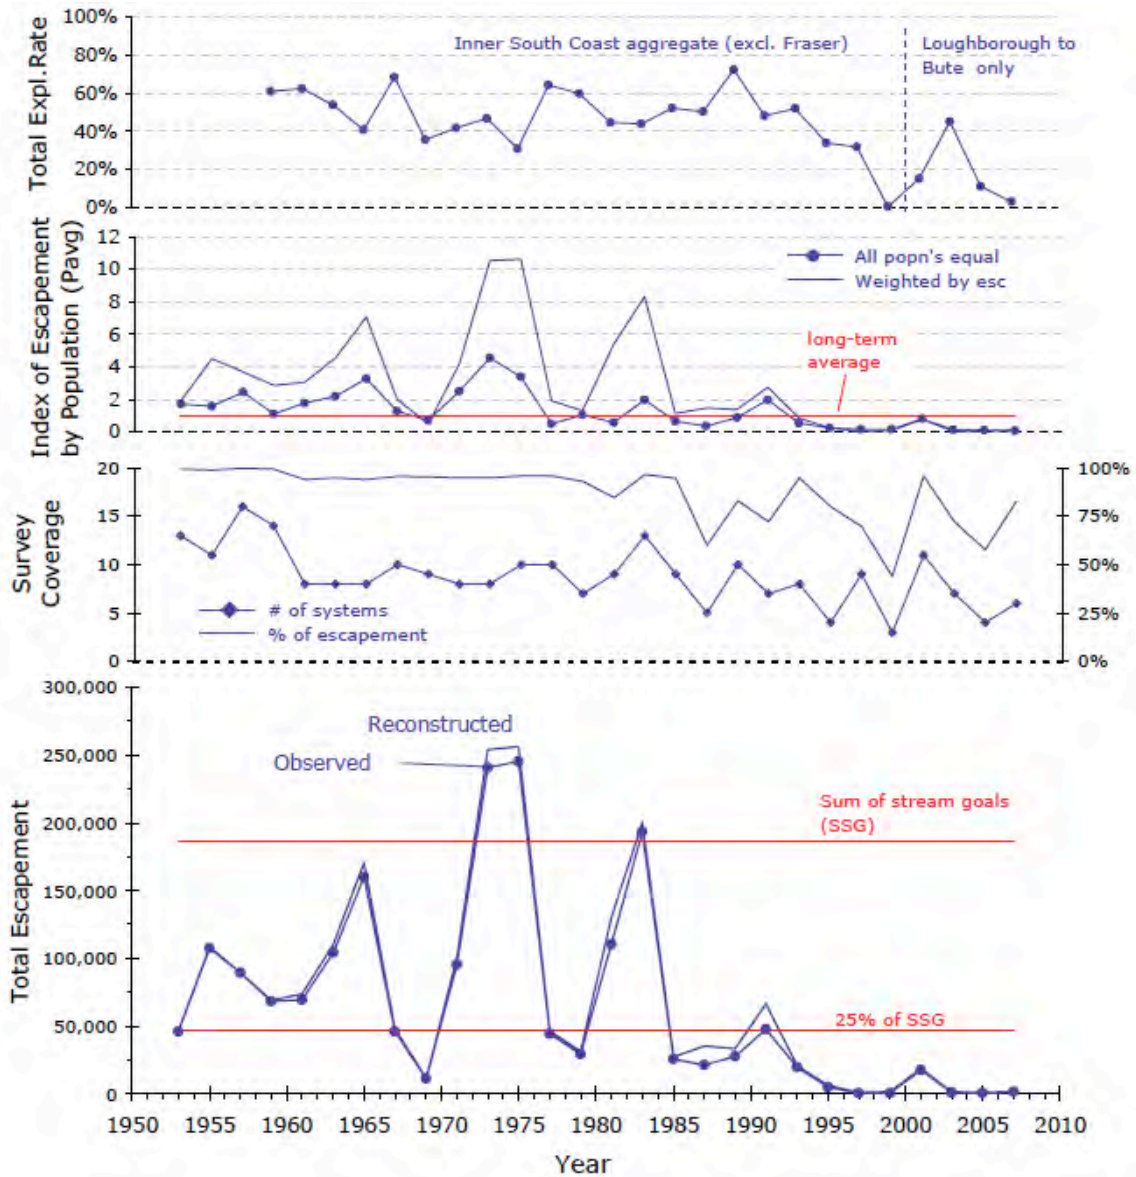 Total Expl.Rate
100%
80%
60%
40%
20%
0%
Inner South Coast aggregate (excl. Fraser)
Loughborough to
Bute only
Index of Escapement
by Population (Pavg)
12
10
8
6
4
2
0
All popn's equal
Weighted by esc
long-term
average
Survey
Coverage
20
15
10
5
0
# of systems
% of escapement
100%
75%
50%
25%
0%
Total Escapement
300,000
250,000
200,000
150,000
100,000
50,000
0
Reconstructed
Observed
Sum of stream goals
(SSG)
25% of SSG
1950 1955 1960 1965 1970 1975 1980 1985 1990 1995 2000 2005 2010
Year